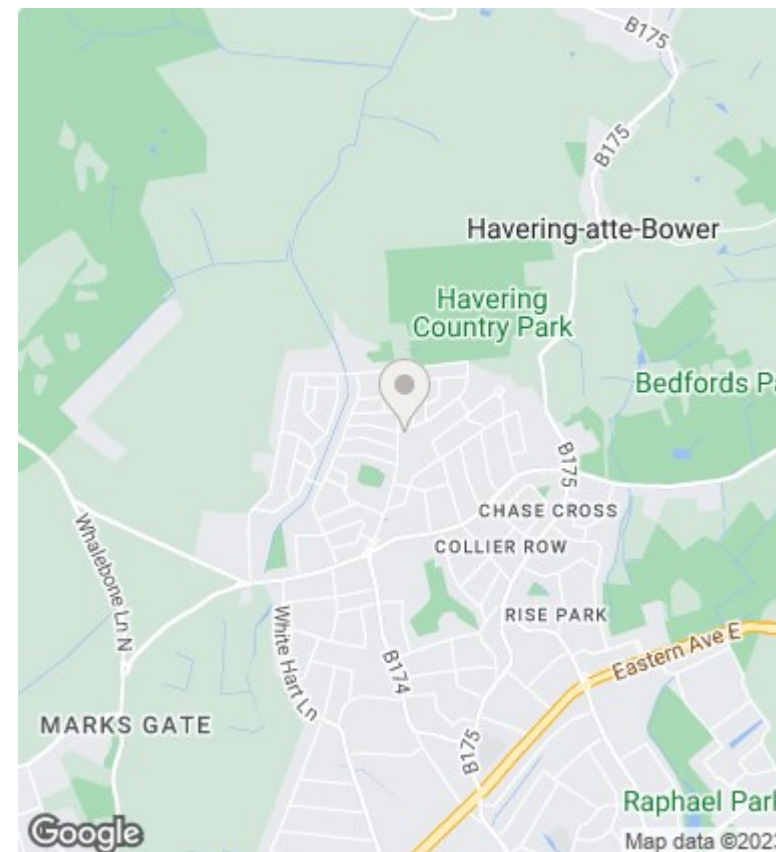 B175
B175
Havering-atte-Bower
Havering
Country Park
Bedfords Pa
B175
CHASE CROSS
COLLIER ROW
Whalebone Ln N
White Hart Ln
RISE PARK
Eastern Ave E
B174
MARKS GATE
B175
Raphael Park
Google
Map data ©2023